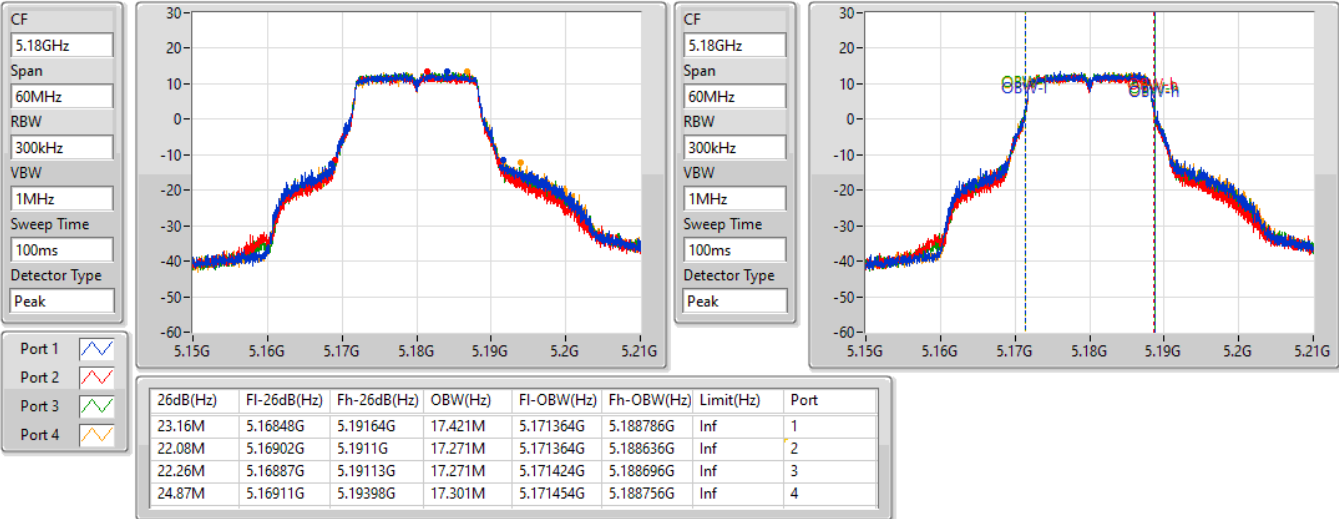 CF
5.18GHz
Span
60MHz
RBW
300kHz
VBW
1MHz
Sweep Time
100ms
Detector Type
Peak
30
20
10
0
-10
-20
-30
-40
-50
-60
5.15G 5.16G 5.17G 5.18G 5.19G 5.2G 5.21G
CF
5.18GHz
Span
60MHz
RBW
300kHz
VBW
1MHz
Sweep Time
100ms
Detector Type
Peak
30
20
10
0
-10
-20
-30
-40
-50
-60
OBW-l OBW-h
5.15G 5.16G 5.17G 5.18G 5.19G 5.2G 5.21G
Port 1
Port 2
Port 3
Port 4
26dB(Hz) Fl-26dB(Hz) Fh-26dB(Hz) OBW(Hz) Fl-OBW(Hz) Fh-OBW(Hz) Limit(Hz) Port
23.16M 5.16848G 5.19164G 17.421M 5.171364G 5.188786G Inf 1
22.08M 5.16902G 5.1911G 17.271M 5.171364G 5.188636G Inf 2
22.26M 5.16887G 5.19113G 17.271M 5.171424G 5.188696G Inf 3
24.87M 5.16911G 5.19398G 17.301M 5.171454G 5.188756G Inf 4